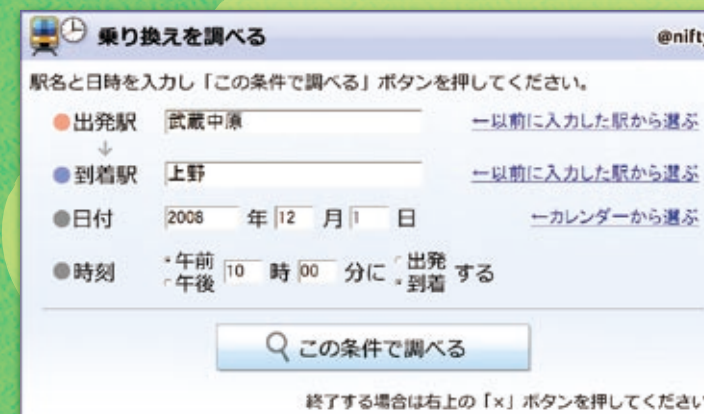 乗り換えを調べる @nifty
駅名と日時を入力し「この条件で調べる」ボタンを押してください。
●出発駅 武蔵中原 ←以前に入力した駅から選ぶ
↓
●到着駅 上野 ←以前に入力した駅から選ぶ
●日付 2008 年 12 月 1 日 ←カレンダーから選ぶ
●時刻 午前 午後 10 時 00 分に 出発 到着 する
この条件で調べる
終了する場合は右上の「×」ボタンを押してください